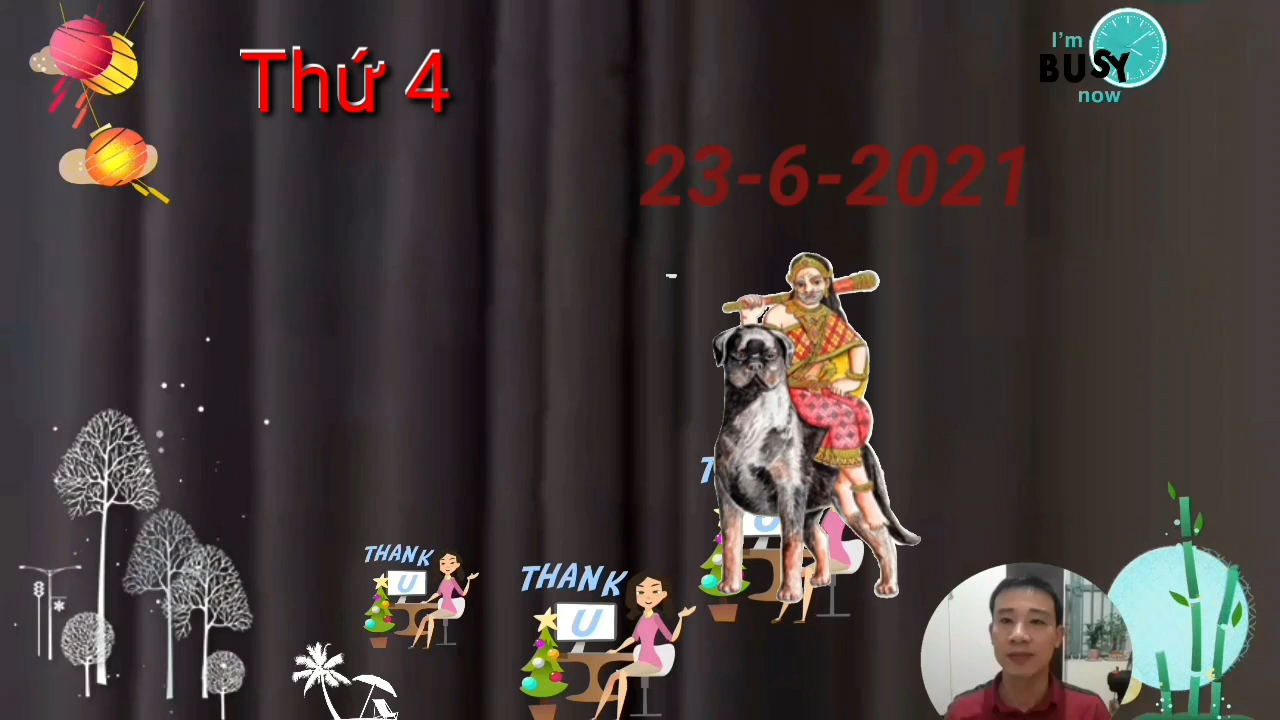 Thứ 4
I'm
BUSY
now
23-6-2021
T
U
THANK
U
THANK
U